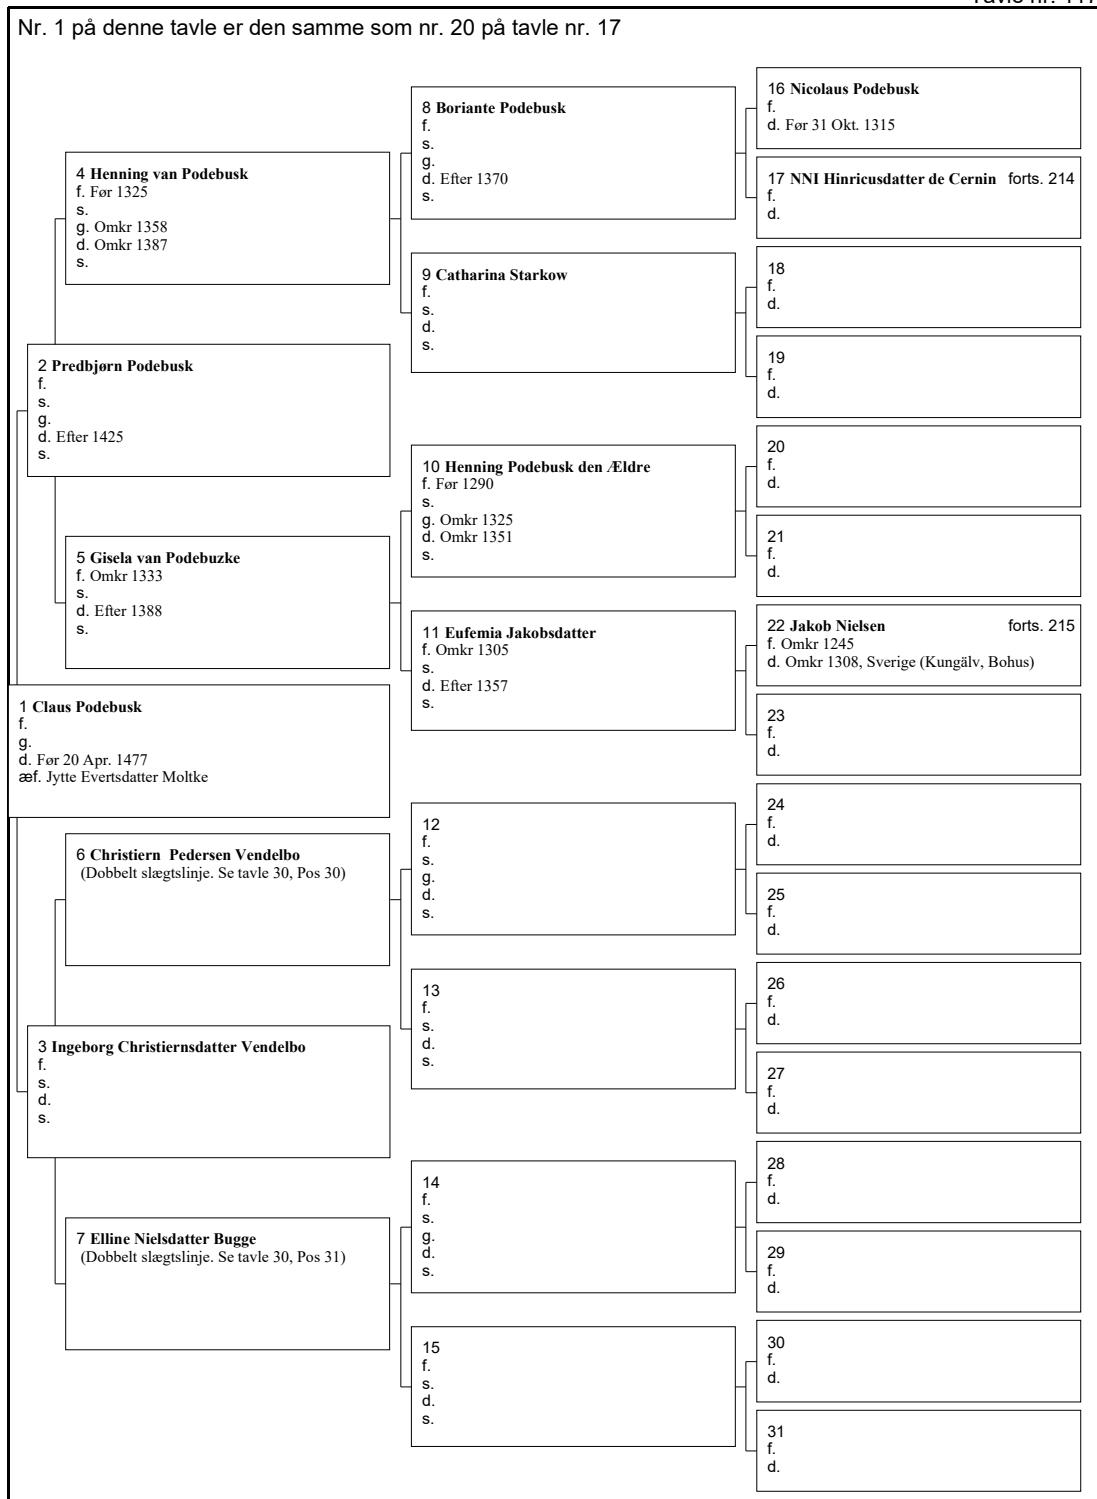 Nr. 1 på denne tavle er den samme som nr. 20 på tavle nr. 17
16 Nicolaus Podebusk
f.
d. Før 31 Okt. 1315
8 Boriante Podebusk
f.
s.
g.
d. Efter 1370
s.
4 Henning van Podebusk
f. Før 1325
s.
g. Omkr 1358
d. Omkr 1387
s.
17 NNI Hinricusdatter de Cernin forts. 214
f.
d.
18
f.
d.
9 Catharina Starkow
f.
s.
d.
s.
19
f.
d.
2 Predbjørn Podebusk
f.
s.
g.
d. Efter 1425
s.
20
f.
d.
10 Henning Podebusk den Ældre
f. Før 1290
s.
g. Omkr 1325
d. Omkr 1351
s.
21
f.
d.
5 Gisela van Podebuzke
f. Omkr 1333
s.
d. Efter 1388
s.
22 Jakob Nielsen forts. 215
f. Omkr 1245
d. Omkr 1308, Sverige (Kungälv, Bohus)
11 Eufemia Jakobsdatter
f. Omkr 1305
s.
d. Efter 1357
s.
23
f.
d.
1 Claus Podebusk
f.
g.
d. Før 20 Apr. 1477
æf. Jytte Evertsdatter Moltke
24
f.
d.
12
f.
s.
g.
d.
s.
6 Christiern Pedersen Vendelbo
(Dobbelt slægtslinje. Se tavle 30, Pos 30)
25
f.
d.
26
f.
d.
13
f.
s.
d.
s.
3 Ingeborg Christiernsdatter Vendelbo
f.
s.
d.
s.
27
f.
d.
28
f.
d.
14
f.
s.
g.
d.
s.
7 Elline Nielsdatter Bugge
(Dobbelt slægtslinje. Se tavle 30, Pos 31)
29
f.
d.
30
f.
d.
15
f.
s.
d.
s.
31
f.
d.